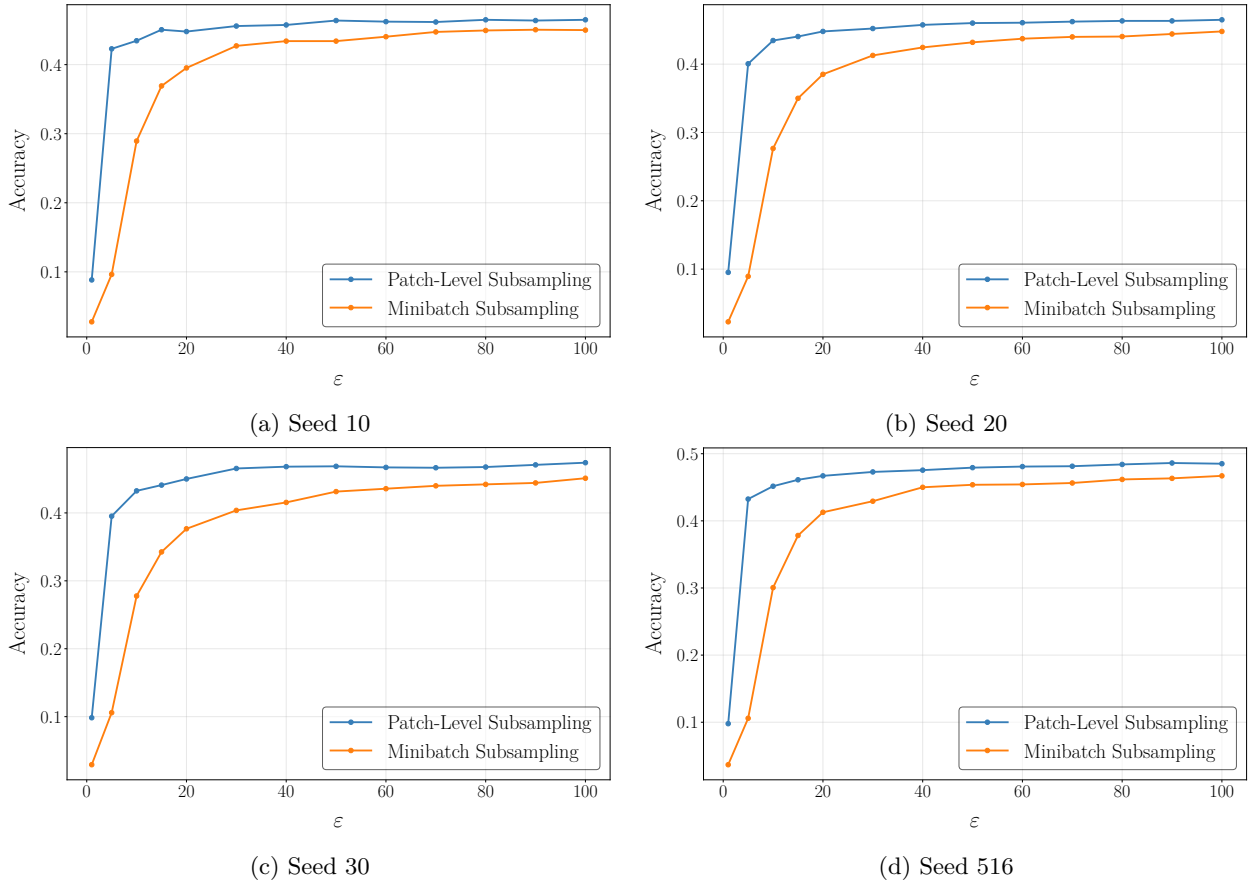 0.4
0.3
0.2
0.1
Accuracy
Patch-Level Subsampling
Minibatch Subsampling
0 20 40 60 80 100
ε
(a) Seed 10
0.4
0.3
0.2
0.1
Accuracy
Patch-Level Subsampling
Minibatch Subsampling
0 20 40 60 80 100
ε
(b) Seed 20
0.4
0.3
0.2
0.1
Accuracy
Patch-Level Subsampling
Minibatch Subsampling
0 20 40 60 80 100
ε
(c) Seed 30
0.5
0.4
0.3
0.2
0.1
Accuracy
Patch-Level Subsampling
Minibatch Subsampling
0 20 40 60 80 100
ε
(d) Seed 516